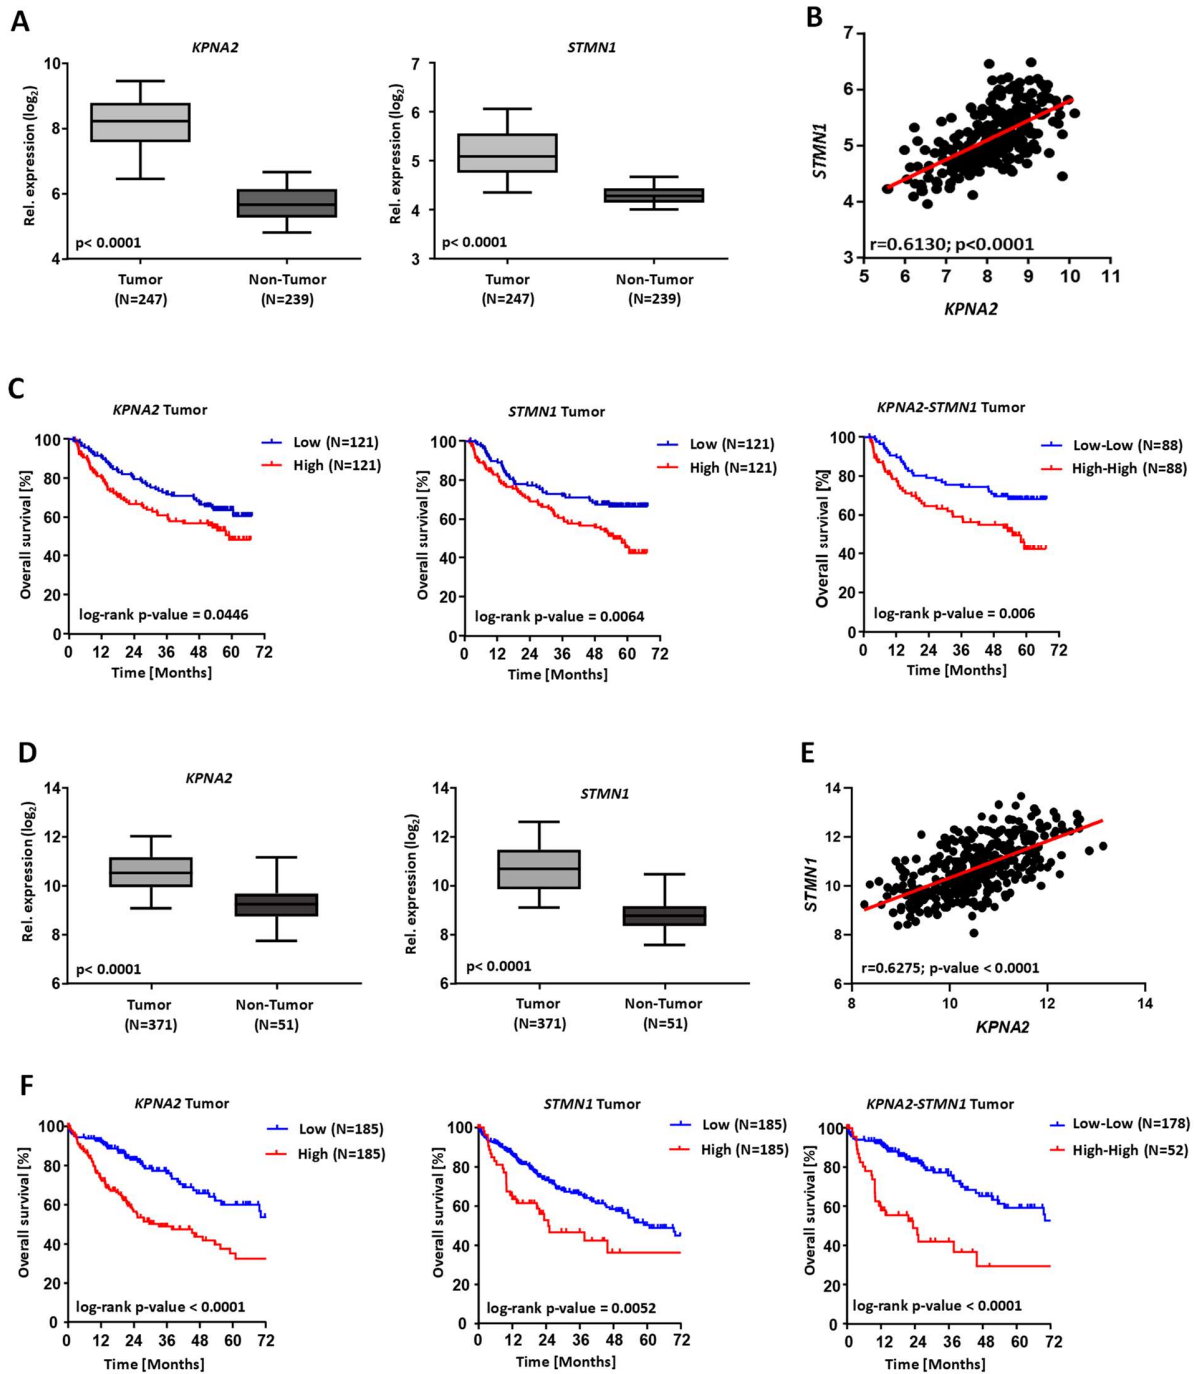 A
KPNA2
Rel. expression (log2)
10
8
6
4
p< 0.0001
Tumor
(N=247)
Non-Tumor
(N=239)
STMN1
Rel. expression (log2)
7
6
5
4
3
p< 0.0001
Tumor
(N=247)
Non-Tumor
(N=239)
B
STMN1
7
6
5
4
3
r=0.6130; p<0.0001
5 6 7 8 9 10 11
KPNA2
C
KPNA2 Tumor
Low (N=121)
High (N=121)
Overall survival [%]
100
80
60
40
20
0
log-rank p-value = 0.0446
0 12 24 36 48 60 72
Time [Months]
STMN1 Tumor
Low (N=121)
High (N=121)
Overall survival [%]
100
80
60
40
20
0
log-rank p-value = 0.0064
0 12 24 36 48 60 72
Time [Months]
KPNA2-STMN1 Tumor
Low-Low (N=88)
High-High (N=88)
Overall survival [%]
100
80
60
40
20
0
log-rank p-value = 0.006
0 12 24 36 48 60 72
Time [Months]
D
KPNA2
Rel. expression (log2)
14
12
10
8
6
p< 0.0001
Tumor
(N=371)
Non-Tumor
(N=51)
STMN1
Rel. expression (log2)
14
12
10
8
6
p< 0.0001
Tumor
(N=371)
Non-Tumor
(N=51)
E
STMN1
14
12
10
8
6
r=0.6275; p-value < 0.0001
8 10 12 14
KPNA2
F
KPNA2 Tumor
Low (N=185)
High (N=185)
Overall survival [%]
100
80
60
40
20
0
log-rank p-value < 0.0001
0 12 24 36 48 60 72
Time [Months]
STMN1 Tumor
Low (N=185)
High (N=185)
Overall survival [%]
100
80
60
40
20
0
log-rank p-value = 0.0052
0 12 24 36 48 60 72
Time [Months]
KPNA2-STMN1 Tumor
Low-Low (N=178)
High-High (N=52)
Overall survival [%]
100
80
60
40
20
0
log-rank p-value < 0.0001
0 12 24 36 48 60 72
Time [Months]